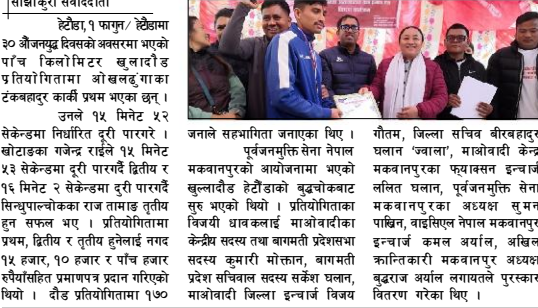 साझाकुरा संवाददाता
हेटौंडा,१ फागुन/ हेटौंडामा
३० औंजनयुद्ध दिवसको अवसरमा भएको
पाँच किलोमिटर खुलादौड
प्रतियोगितामा ओखलढुंगाका
टंकबहादुर कार्की प्रथम भएका छन् ।
उनले १५ मिनेट ५२
सेकेन्डमा निर्धारित दूरी पारगरे ।
खोटाङका गजेन्द्र राईले १५ मिनेट
५३ सेकेन्डमा दूरी पारगर्दै द्वितीय र
१६ मिनेट २ सेकेन्डमा दुरी पारगर्दै
सिन्धुपाल्चोकका राज तामाङ तृतीय
हुन सफल भए । प्रतियोगितामा
प्रथम, द्वितीय र तृतीय हुनेलाई नगद
१५ हजार, १० हजार र पाँच हजार
रुपैयाँसहित प्रमाणपत्र प्रदान गरिएको
थियो । दौड प्रतियोगितामा १७०
जनाले सहभागिता जनाएका थिए ।
पूर्वजनमुक्ति सेना नेपाल
मकवानपुरको आयोजनामा भएको
खुल्लादौड हेटौंडाको बुद्धचोकबाट
सुरु भएको थियो । प्रतियोगिताका
विजयी धावकलाई माओवादीका
केन्द्रीय सदस्य तथा बागमती प्रदेशसभा
सदस्य कुमारी मोक्तान, बागमती
प्रदेश सचिवाल सदस्य सर्केश घलान,
माओवादी जिल्ला इन्चार्ज विजय
गौतम, जिल्ला सचिव बीरबहादुर
घलान ‘ज्वाला’, माओवादी केन्द्र
मकवानपुरका फ्याक्सन इन्चार्ज
ललित घलान, पूर्वजनमुक्ति सेना
मकवानपुरका अध्यक्ष सुमन
पाख्रिन, वाइसिएल नेपाल मकवानपुर
इन्चार्ज कमल अर्याल, अखिल
क्रान्तिकारी मकवानपुर अध्यक्ष
बुद्धराज अर्याल लगायतले पुरस्कार
वितरण गरेका थिए ।